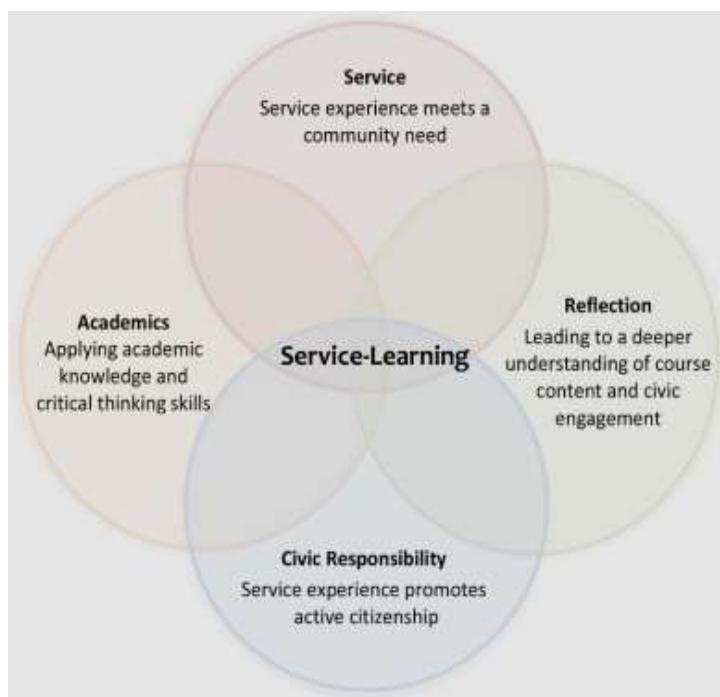 Service
Service experience meets a
community need
Academics
Applying academic
knowledge and
critical thinking skills
Service-Learning
Reflection
Leading to a deeper
understanding of course
content and civic
engagement
Civic Responsibility
Service experience promotes
active citizenship